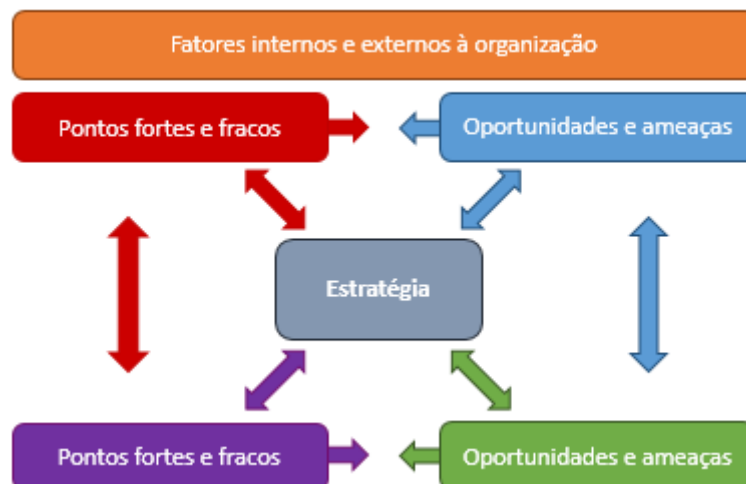 Fatores internos e externos à organização
Pontos fortes e fracos
Oportunidades e ameaças
Estratégia
Pontos fortes e fracos
Oportunidades e ameaças